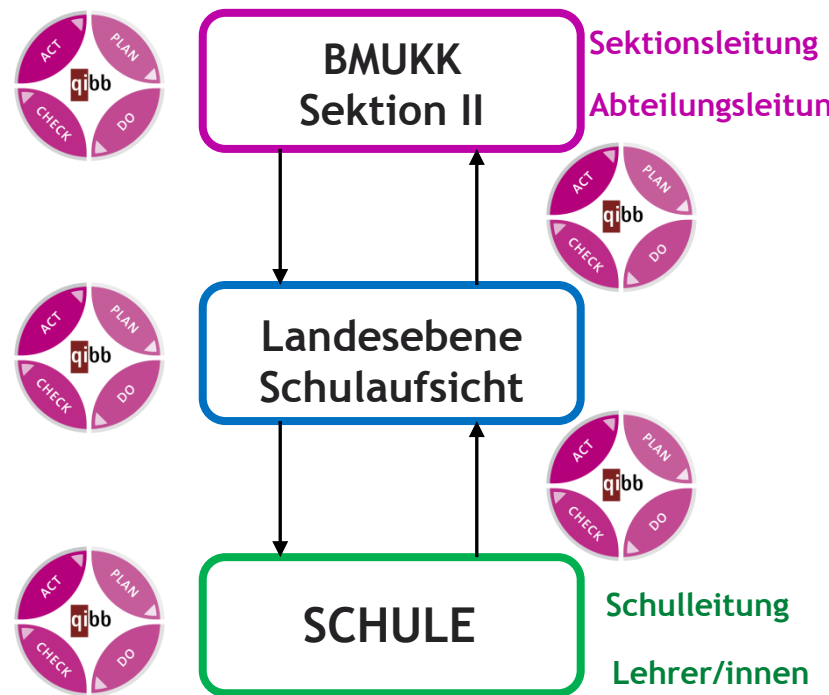 ACT
PLAN
qibb
CHECK
DO
BMUKK
Sektion II
Sektionsleitung
Abteilungsleitun
ACT
PLAN
qibb
CHECK
DO
ACT
PLAN
qibb
CHECK
DO
Landesebene
Schulaufsicht
ACT
PLAN
qibb
CHECK
DO
ACT
PLAN
qibb
CHECK
DO
SCHULE
Schulleitung
Lehrer/innen